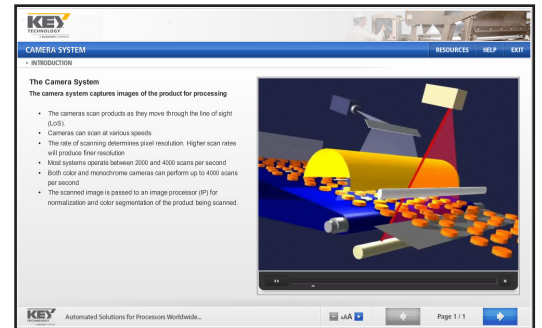 KEY
TECHNOLOGY
CAMERA SYSTEM
RESOURCES HELP EXIT
INTRODUCTION
The Camera System
The camera system captures images of the product for processing
• The cameras scan products as they move through the line of sight
(LoS).
• Cameras can scan at various speeds
• The rate of scanning determines pixel resolution. Higher scan rates
will produce finer resolution
• Most systems operate between 2000 and 4000 scans per second
• Both color and monochrome cameras can perform up to 4000 scans
per second
• The scanned image is passed to an image processor (IP) for
normalization and color segmentation of the product being scanned.
KEY
TECHNOLOGY
Automated Solutions for Processors Worldwide...
AAA
Page 1 / 1